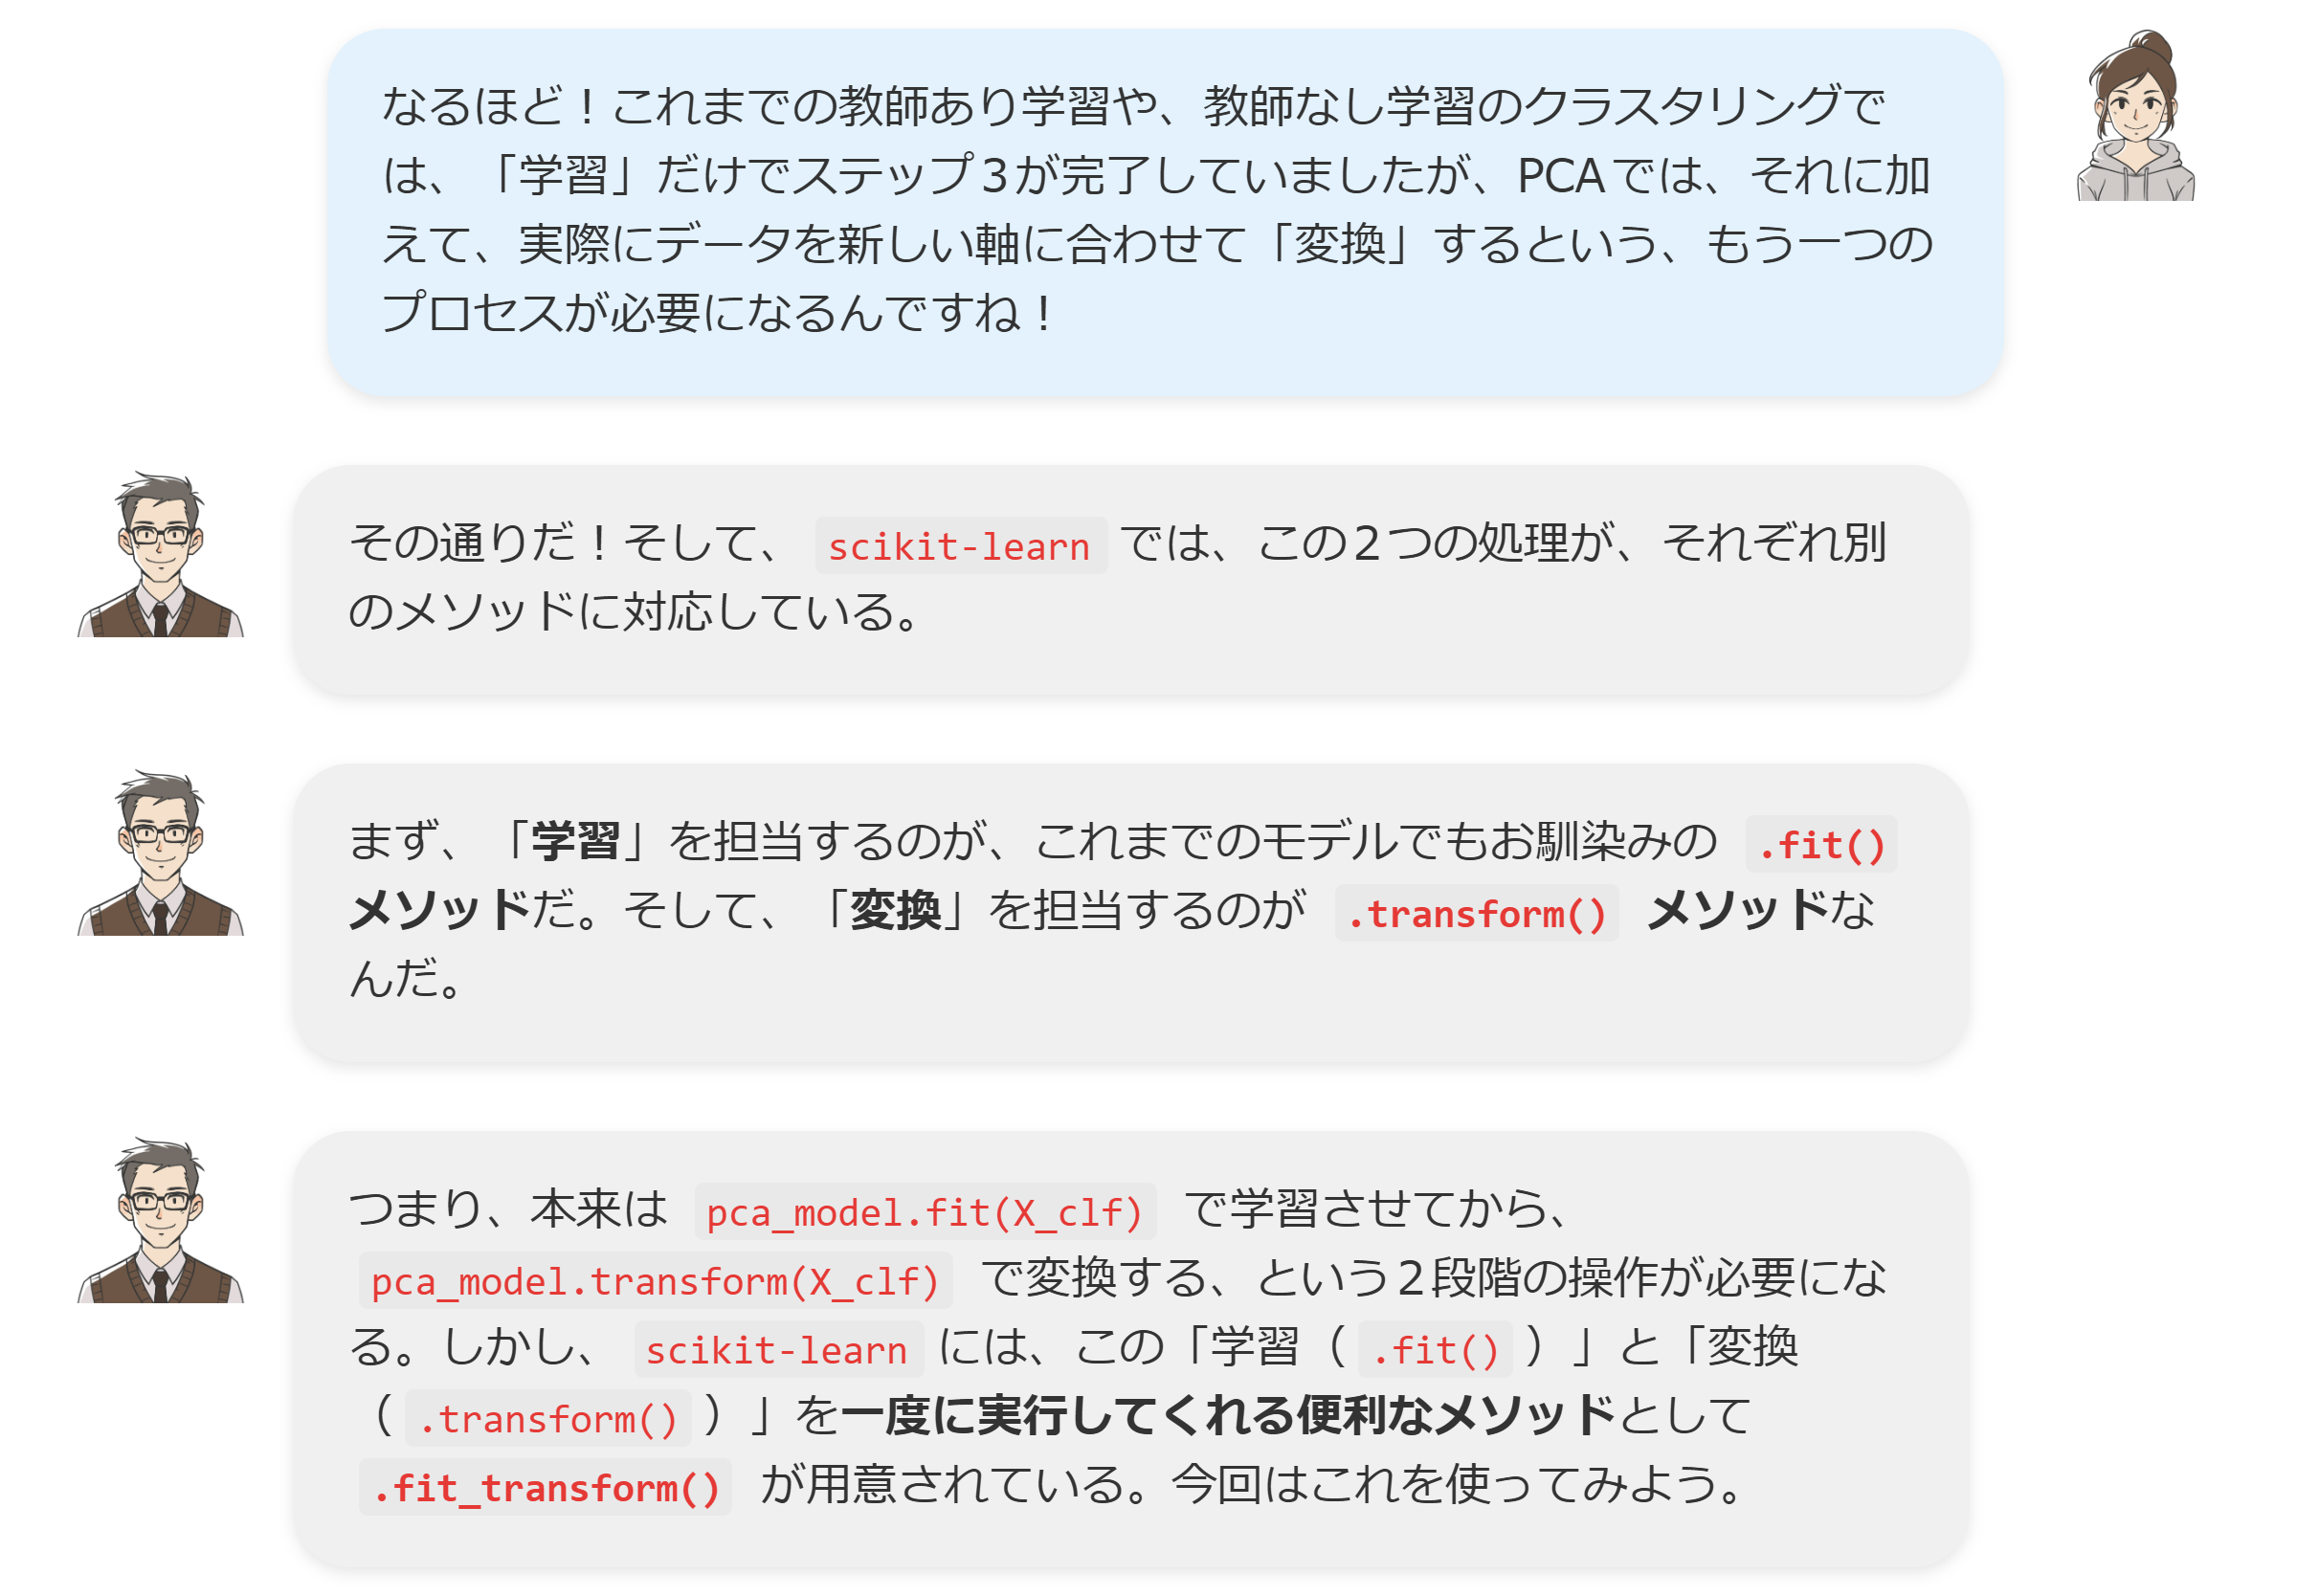 なるほど！これまでの教師あり学習や、教師なし学習のクラスタリングで
は、「学習」だけでステップ３が完了していましたが、PCAでは、それに加
えて、実際にデータを新しい軸に合わせて「変換」するという、もう一つの
プロセスが必要になるんですね！
その通りだ！そして、 scikit-learn では、この２つの処理が、それぞれ別
のメソッドに対応している。
まず、「学習」を担当するのが、これまでのモデルでもお馴染みの .fit()
メソッドだ。そして、「変換」を担当するのが .transform() メソッドな
んだ。
つまり、本来は pca_model.fit(X_clf) で学習させてから、
pca_model.transform(X_clf) で変換する、という２段階の操作が必要にな
る。しかし、 scikit-learn には、この「学習（ .fit() ）」と「変換
（ .transform() ）」を一度に実行してくれる便利なメソッドとして
.fit_transform() が用意されている。今回はこれを使ってみよう。